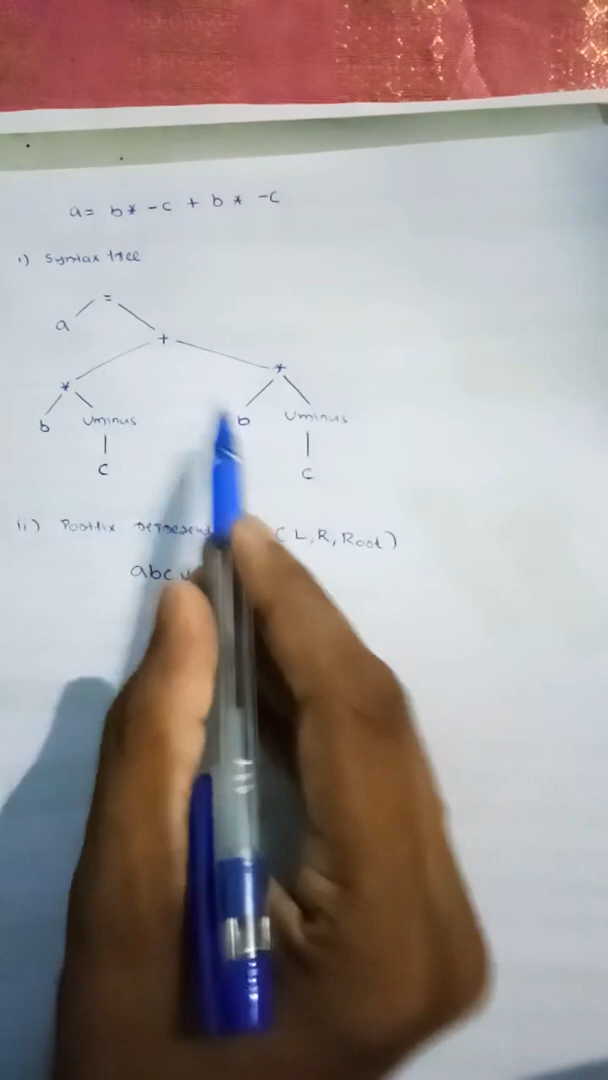 a= b* -c + b * -c
i) Syntax tree
=
a
+
*
*
b Uminus
b Uminus
c
c
ii) Postfix (L,R,Root)
abc